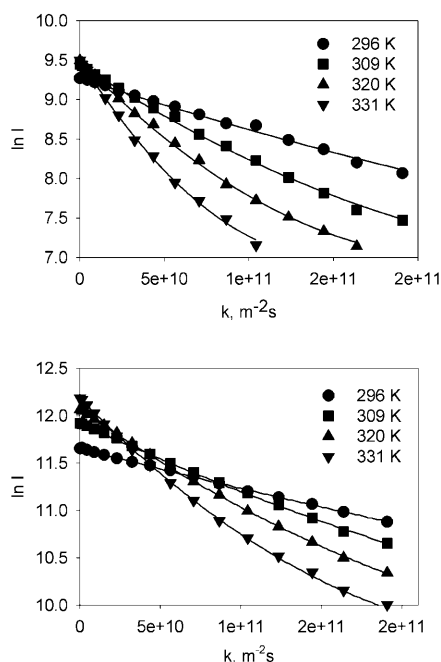 10.0
9.5
9.0
8.5
8.0
7.5
7.0
ln I
296 K
309 K
320 K
331 K
0
5e+10
1e+11
2e+11
2e+11
k, m⁻²s
12.5
12.0
11.5
11.0
10.5
10.0
ln I
296 K
309 K
320 K
331 K
0
5e+10
1e+11
2e+11
2e+11
k, m⁻²s